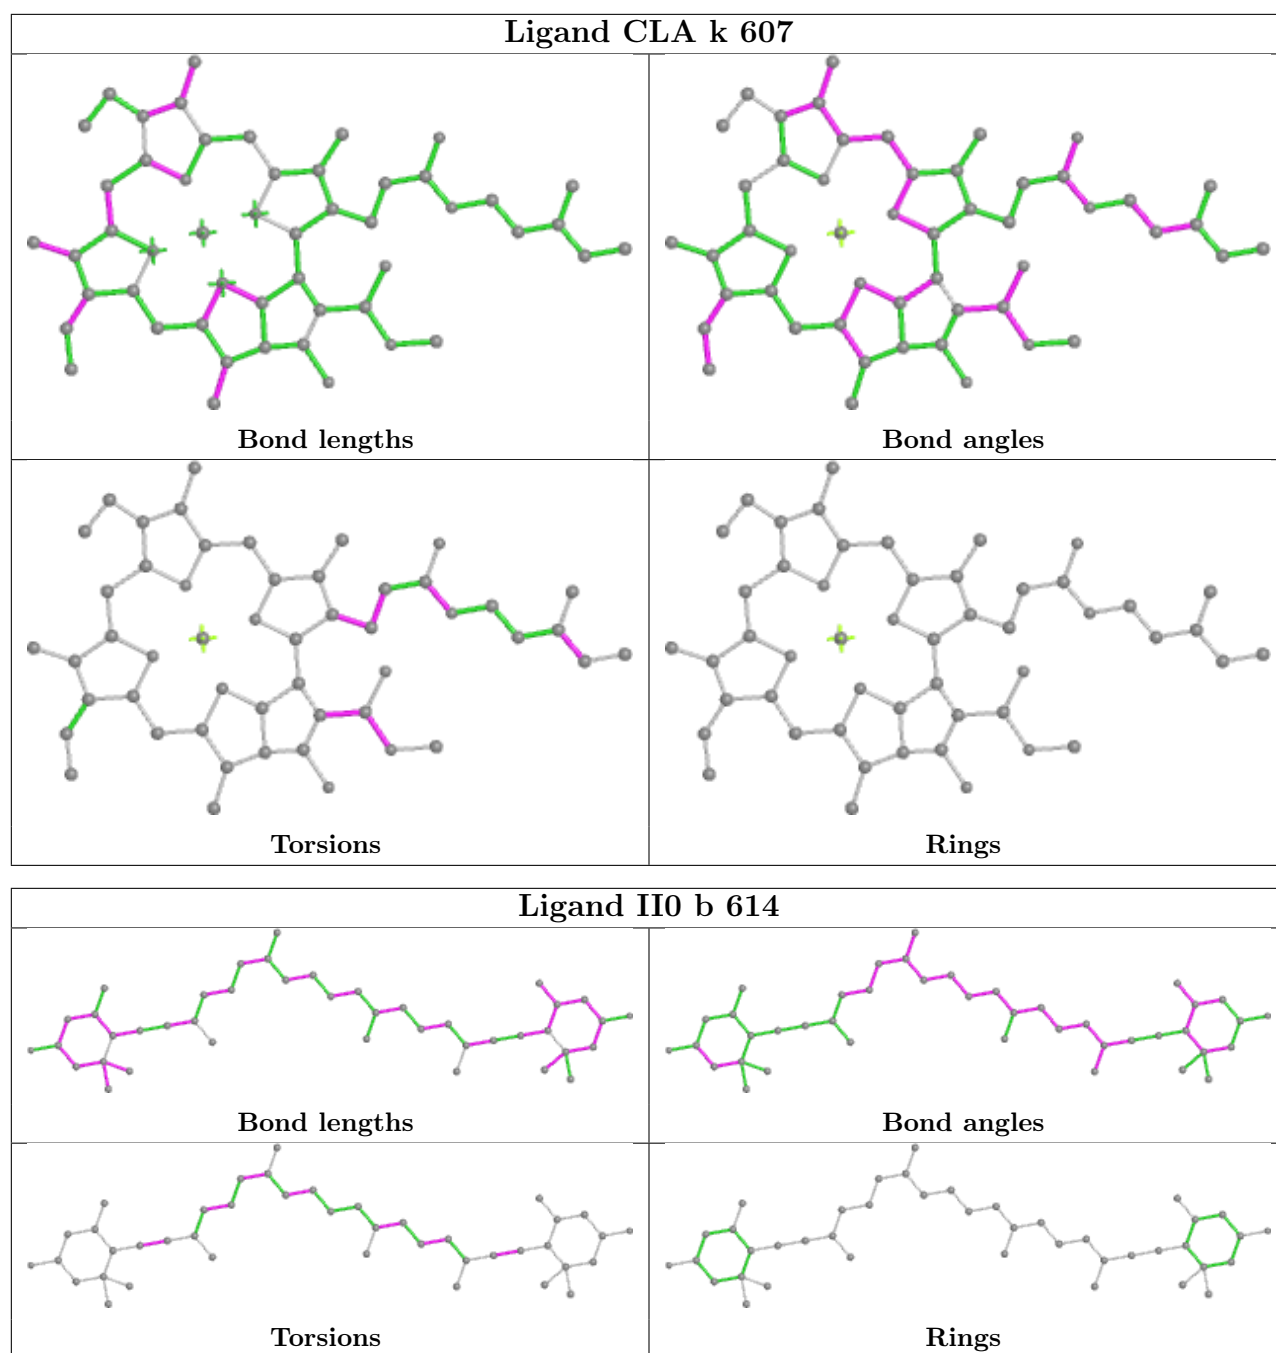 Ligand CLA k 607
Bond lengths
Bond angles
Torsions
Rings
Ligand II0 b 614
Bond lengths
Bond angles
Torsions
Rings